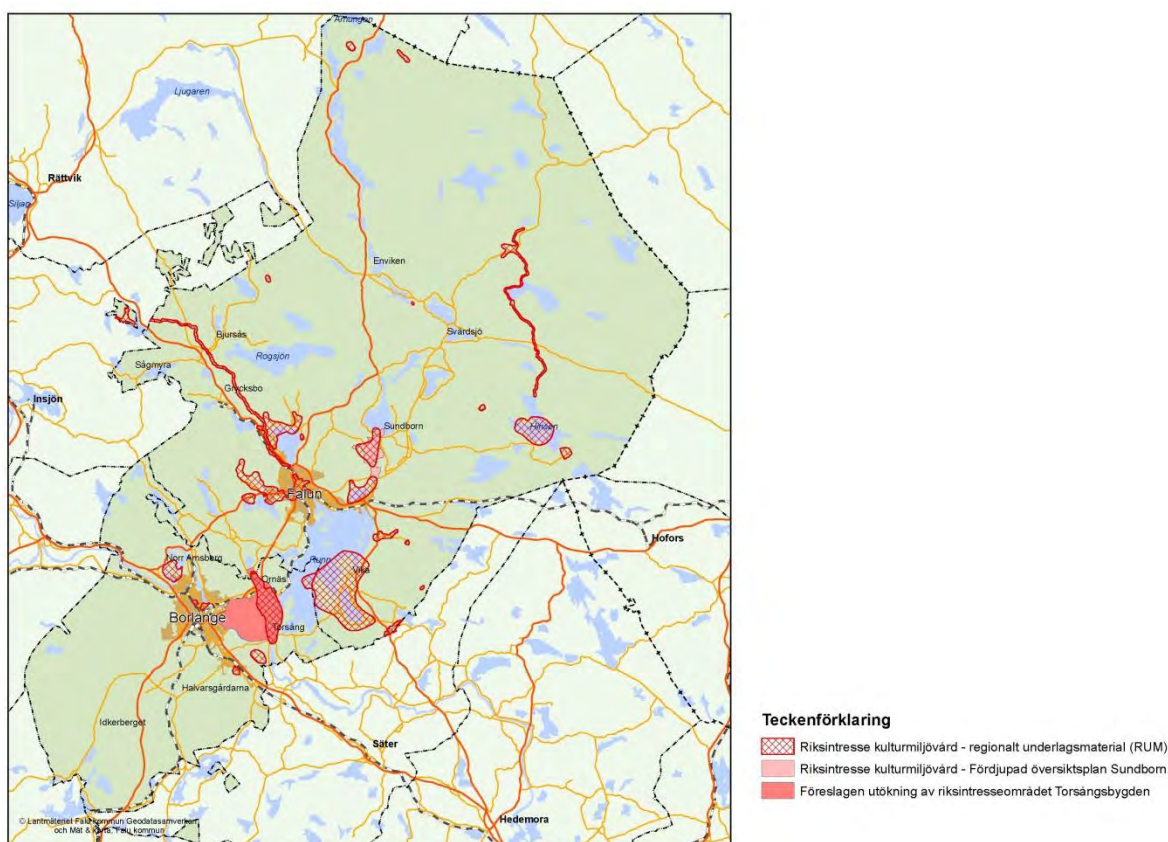 Amungen
Ljugaren
Rättvik
Siljan
Enviken
Svärdsjö
Bjursås
Rogsjön
Sågmyra
Grycksbo
Insjön
Sundborn
Hinsen
Falun
Hofors
Norr Amsberg
Runn
Vika
Ornäs
Borlänge
Torsång
Halvarsgårdarna
Idkerberget
Säter
Hedemora
© Lantmäteriet Falu kommun Geodatasamverkan
och Mät & karta, Falu kommun
Teckenförklaring
Riksintresse kulturmiljövård - regionalt underlagsmaterial (RUM)
Riksintresse kulturmiljövård - Fördjupad översiktsplan Sundborn
Föreslagen utökning av riksintresseområdet Torsångsbygden